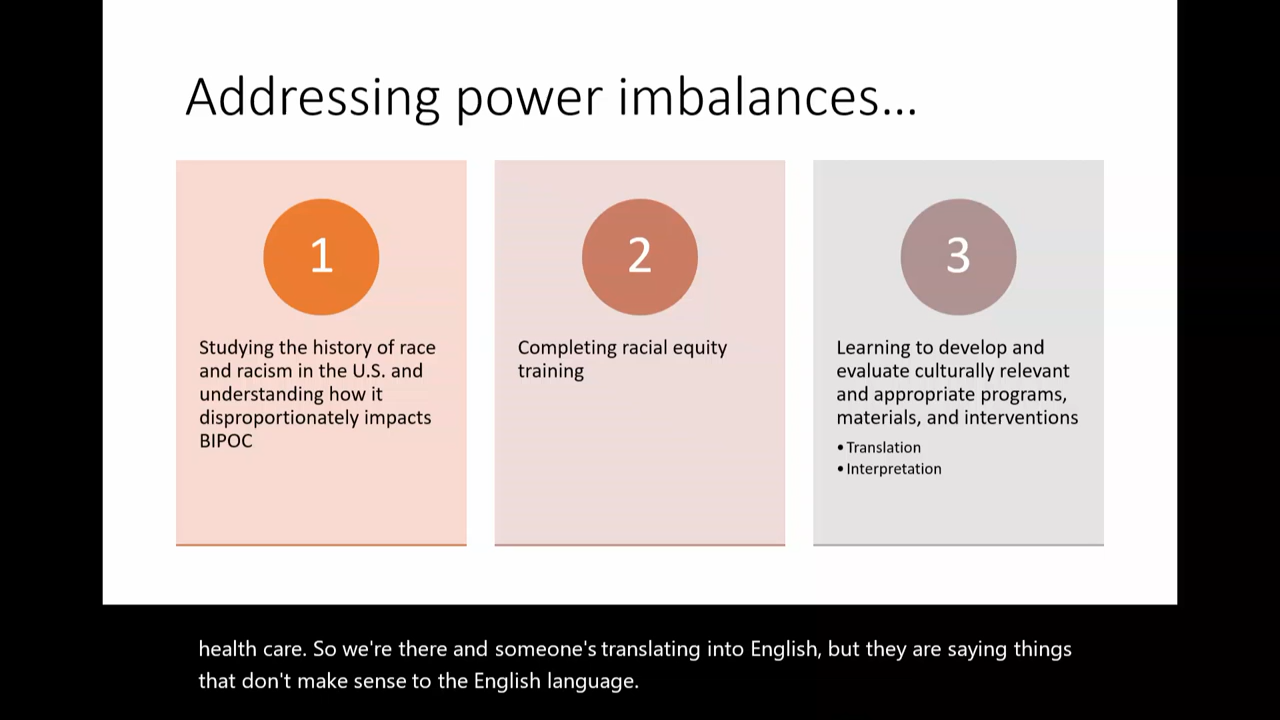 Addressing power imbalances...
1
Studying the history of race
and racism in the U.S. and
understanding how it
disproportionately impacts
BIPOC
2
Completing racial equity
training
3
Learning to develop and
evaluate culturally relevant
and appropriate programs,
materials, and interventions
•Translation
•Interpretation
health care. So we're there and someone's translating into English, but they are saying things
that don't make sense to the English language.